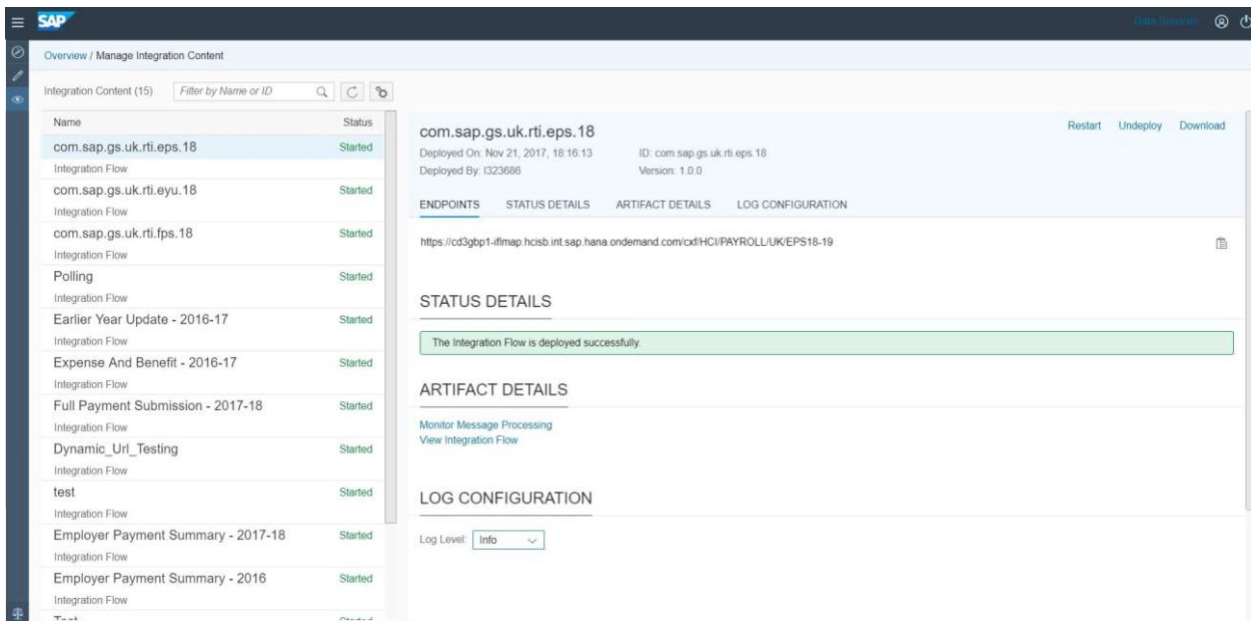 SAP
Data Services
Overview / Manage Integration Content
Integration Content (15)
Filter by Name or ID
Name Status
com.sap.gs.uk.rti.eps.18 Started
Integration Flow
com.sap.gs.uk.rti.eyu.18 Started
Integration Flow
com.sap.gs.uk.rti.fps.18 Started
Integration Flow
Polling Started
Integration Flow
Earlier Year Update - 2016-17 Started
Integration Flow
Expense And Benefit - 2016-17 Started
Integration Flow
Full Payment Submission - 2017-18 Started
Integration Flow
Dynamic_Url_Testing Started
Integration Flow
test Started
Integration Flow
Employer Payment Summary - 2017-18 Started
Integration Flow
Employer Payment Summary - 2016 Started
Integration Flow
com.sap.gs.uk.rti.eps.18
Restart Undeploy Download
Deployed On: Nov 21, 2017, 18:16:13 ID: com.sap.gs.uk.rti.eps.18
Deployed By: I323686 Version: 1.0.0
ENDPOINTS STATUS DETAILS ARTIFACT DETAILS LOG CONFIGURATION
https://cd3gbp1-iflmap.hcisb.int.sap.hana.ondemand.com/cxf/HCI/PAYROLL/UK/EPS18-19
STATUS DETAILS
The Integration Flow is deployed successfully.
ARTIFACT DETAILS
Monitor Message Processing
View Integration Flow
LOG CONFIGURATION
Log Level: Info